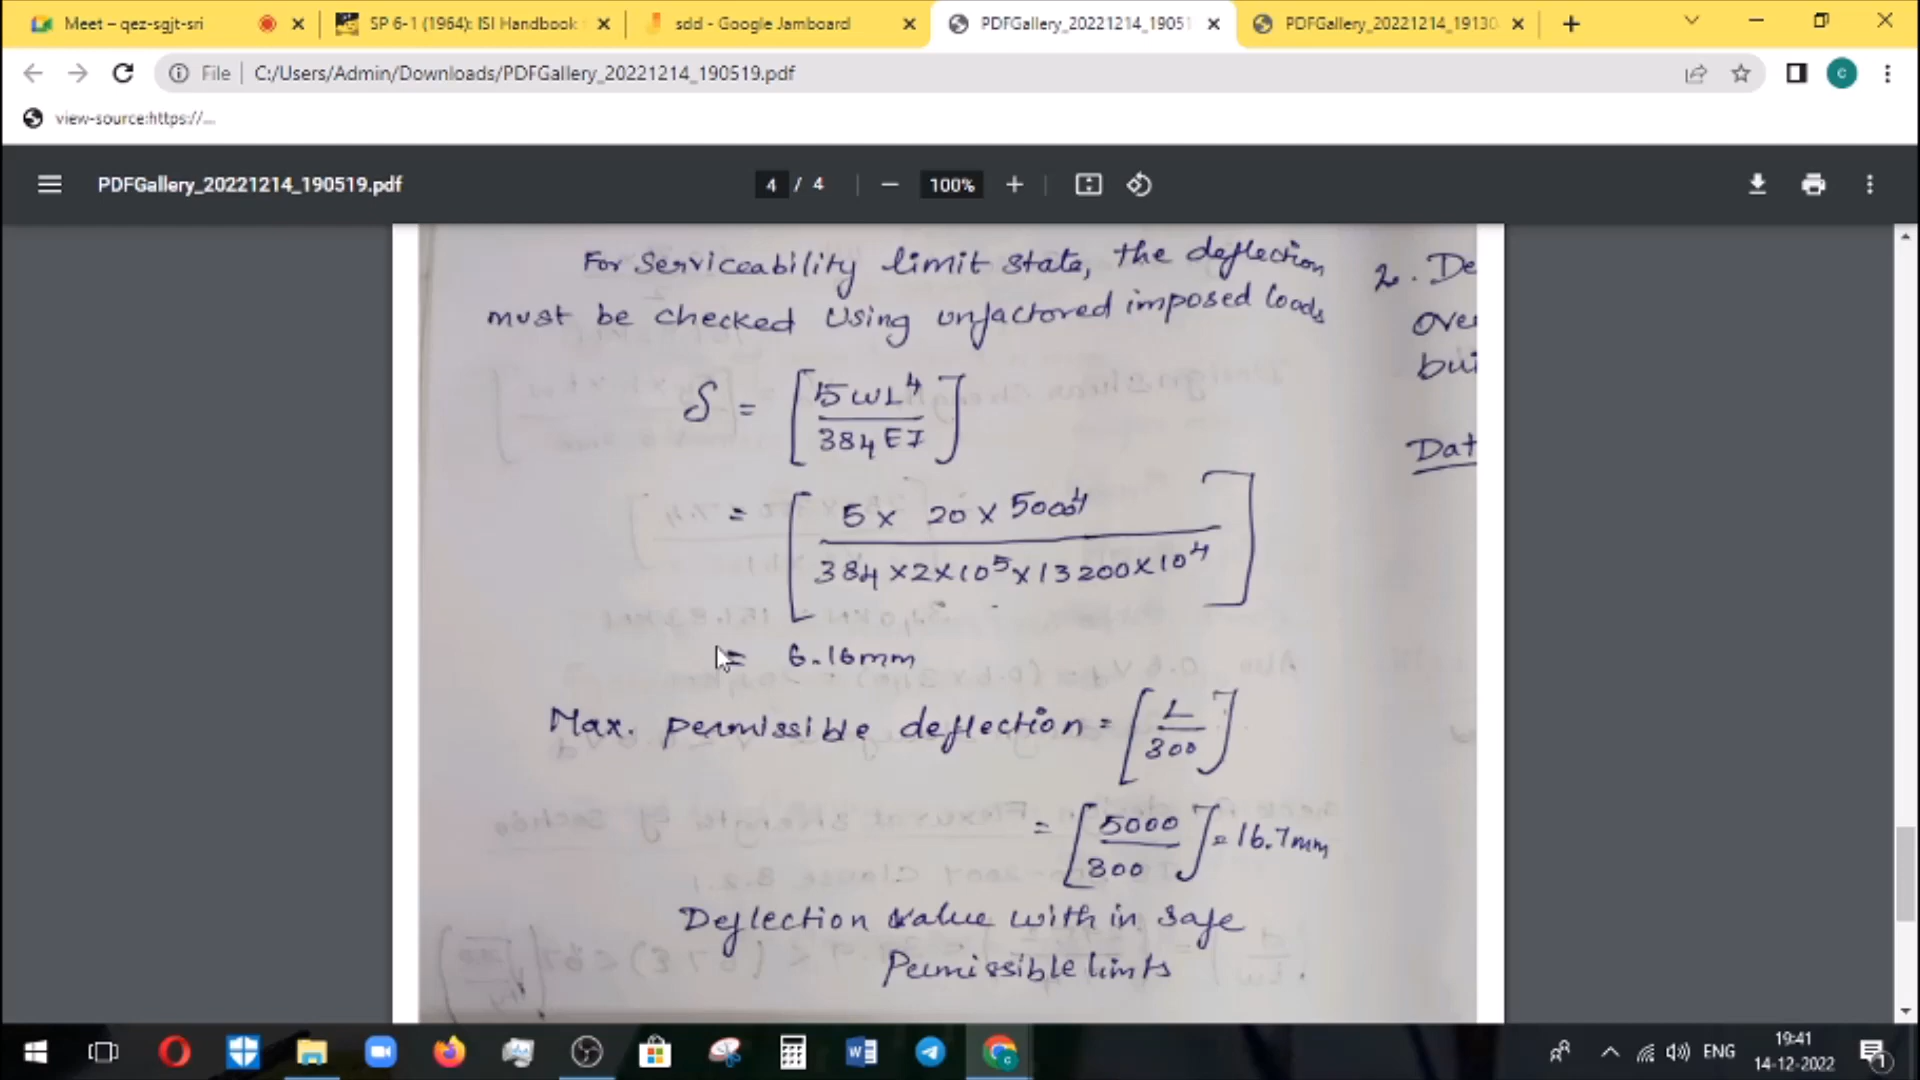 Meet – qez-sgjt-sri
SP 6-1 (1964): ISI Handbook
sdd - Google Jamboard
PDFGallery_20221214_19051
PDFGallery_20221214_19130
File C:/Users/Admin/Downloads/PDFGallery_20221214_190519.pdf
C
view-source:https://...
PDFGallery_20221214_190519.pdf
4 / 4
100%
For Serviceability limit state, the deflection
must be checked Using unfactored imposed loads
δ = [5WL⁴ / 384EI]
= [5 × 20 × 5000⁴ / 384×2×10⁵×13200×10⁴]
= 6.16mm
Max. permissible deflection = [L / 300]
= [5000 / 300] = 16.7mm
Deflection value with in safe
Permissible limits
2. De
ove
bui
Dat
ENG
19:41
14-12-2022
1